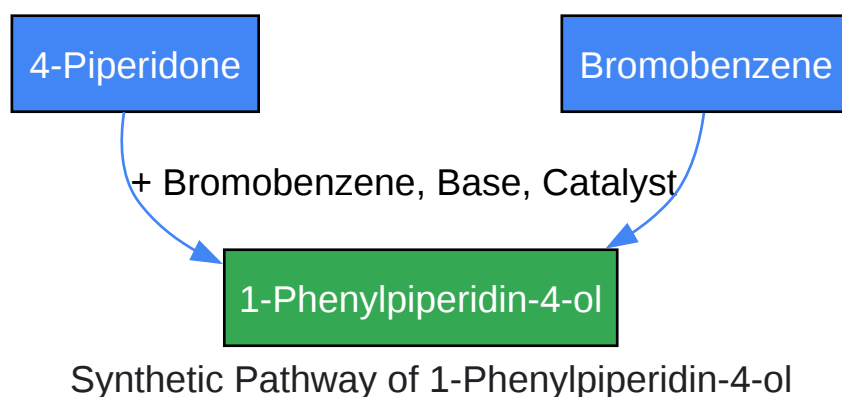 4-Piperidone
Bromobenzene
+ Bromobenzene, Base, Catalyst
1-Phenylpiperidin-4-ol
Synthetic Pathway of 1-Phenylpiperidin-4-ol